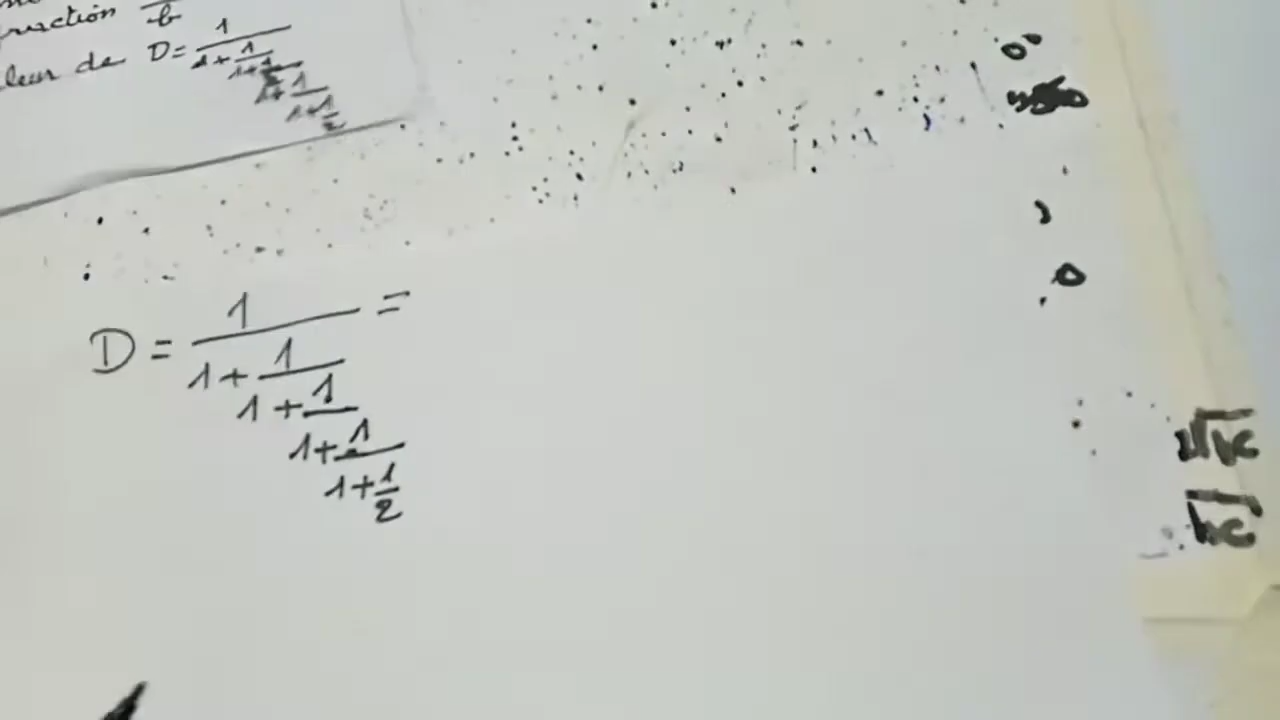 fraction b
leur de D = 1
1 + 1
1 + 1
1 + 1
1 + 1
2
D = 1 =
1 + 1
1 + 1
1 + 1
1 + 1
2